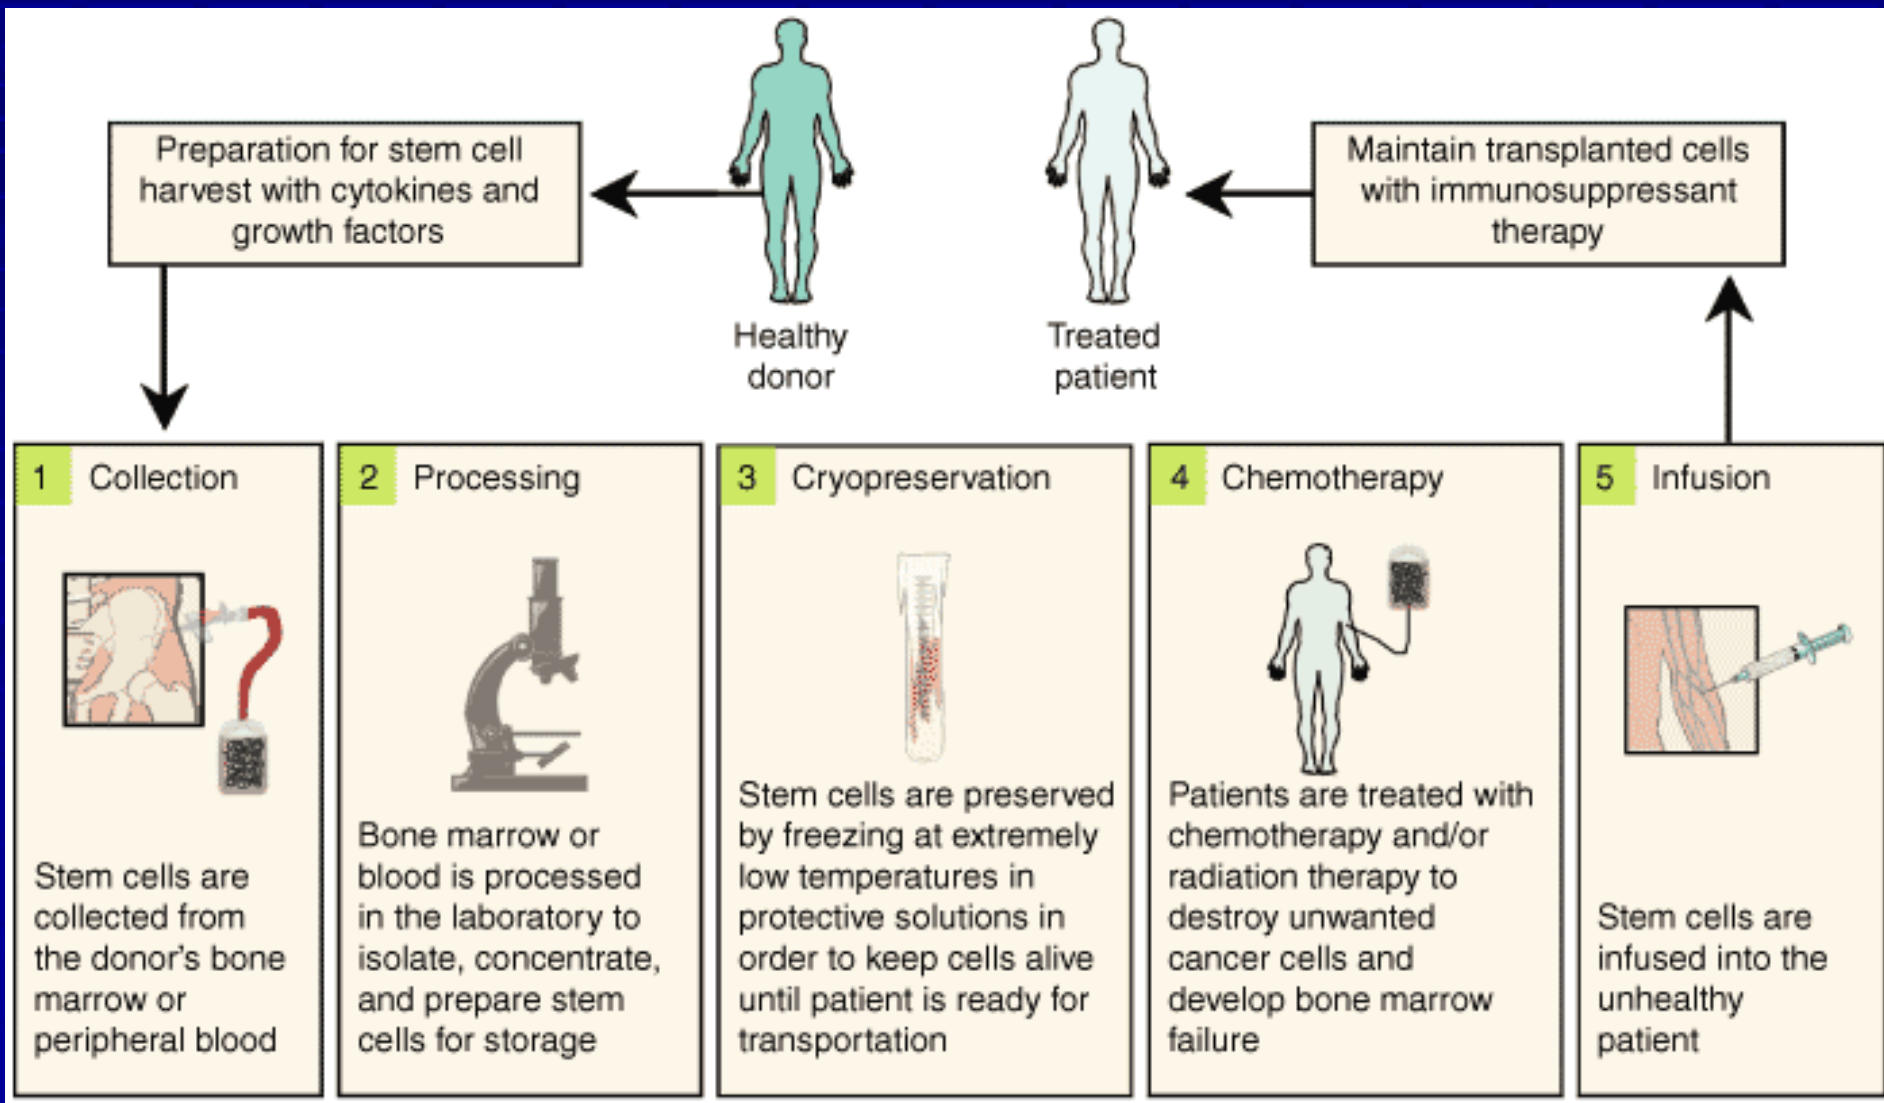 Preparation for stem cell
harvest with cytokines and
growth factors
Healthy
donor
Treated
patient
Maintain transplanted cells
with immunosuppressant
therapy
1 Collection
Stem cells are
collected from
the donor's bone
marrow or
peripheral blood
2 Processing
Bone marrow or
blood is processed
in the laboratory to
isolate, concentrate,
and prepare stem
cells for storage
3 Cryopreservation
Stem cells are preserved
by freezing at extremely
low temperatures in
protective solutions in
order to keep cells alive
until patient is ready for
transportation
4 Chemotherapy
Patients are treated with
chemotherapy and/or
radiation therapy to
destroy unwanted
cancer cells and
develop bone marrow
failure
5 Infusion
Stem cells are
infused into the
unhealthy
patient